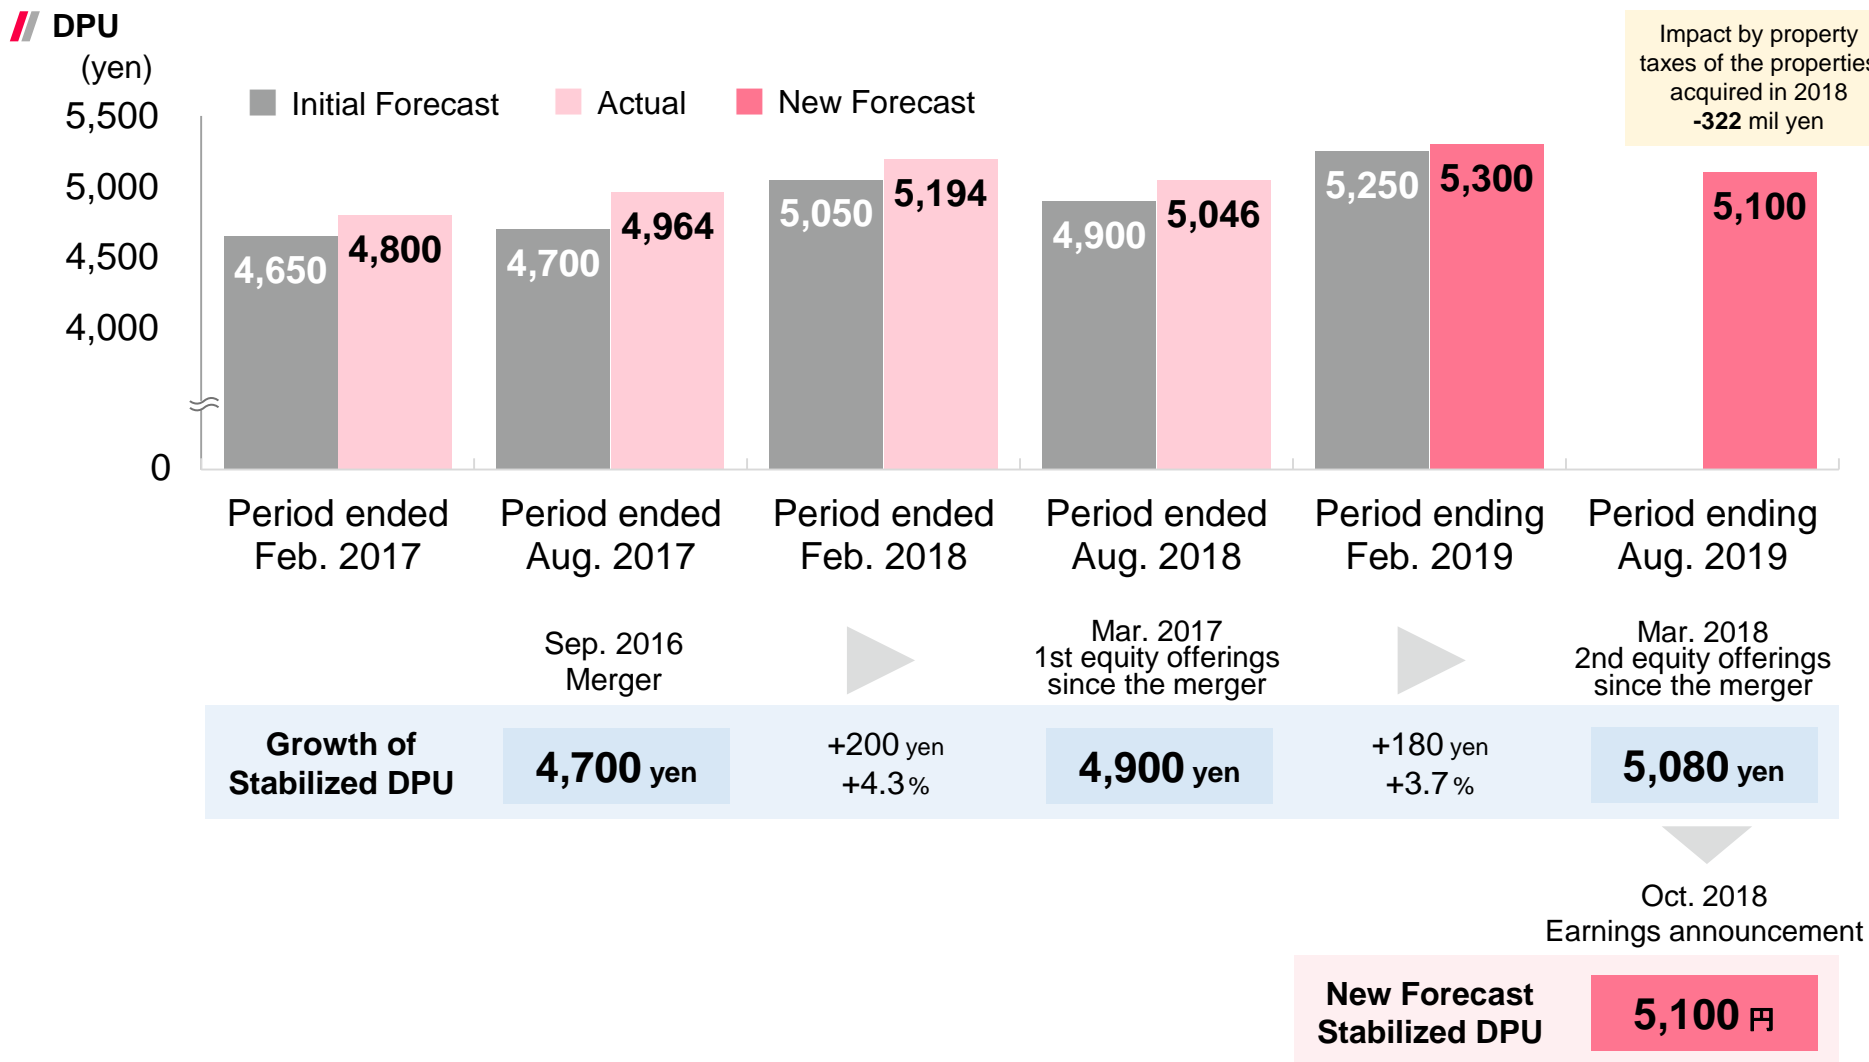 DPU
(yen)
Impact by property
taxes of the properties
acquired in 2018
-322 mil yen
Initial Forecast
Actual
New Forecast
5,500
5,000
4,500
4,000
0
4,650
4,800
4,700
4,964
5,050
5,194
4,900
5,046
5,250
5,300
5,100
Period ended
Feb. 2017
Period ended
Aug. 2017
Period ended
Feb. 2018
Period ended
Aug. 2018
Period ending
Feb. 2019
Period ending
Aug. 2019
Sep. 2016
Merger
Mar. 2017
1st equity offerings
since the merger
Mar. 2018
2nd equity offerings
since the merger
Growth of
Stabilized DPU
4,700 yen
+200 yen
+4.3 %
4,900 yen
+180 yen
+3.7 %
5,080 yen
Oct. 2018
Earnings announcement
New Forecast
Stabilized DPU
5,100 円